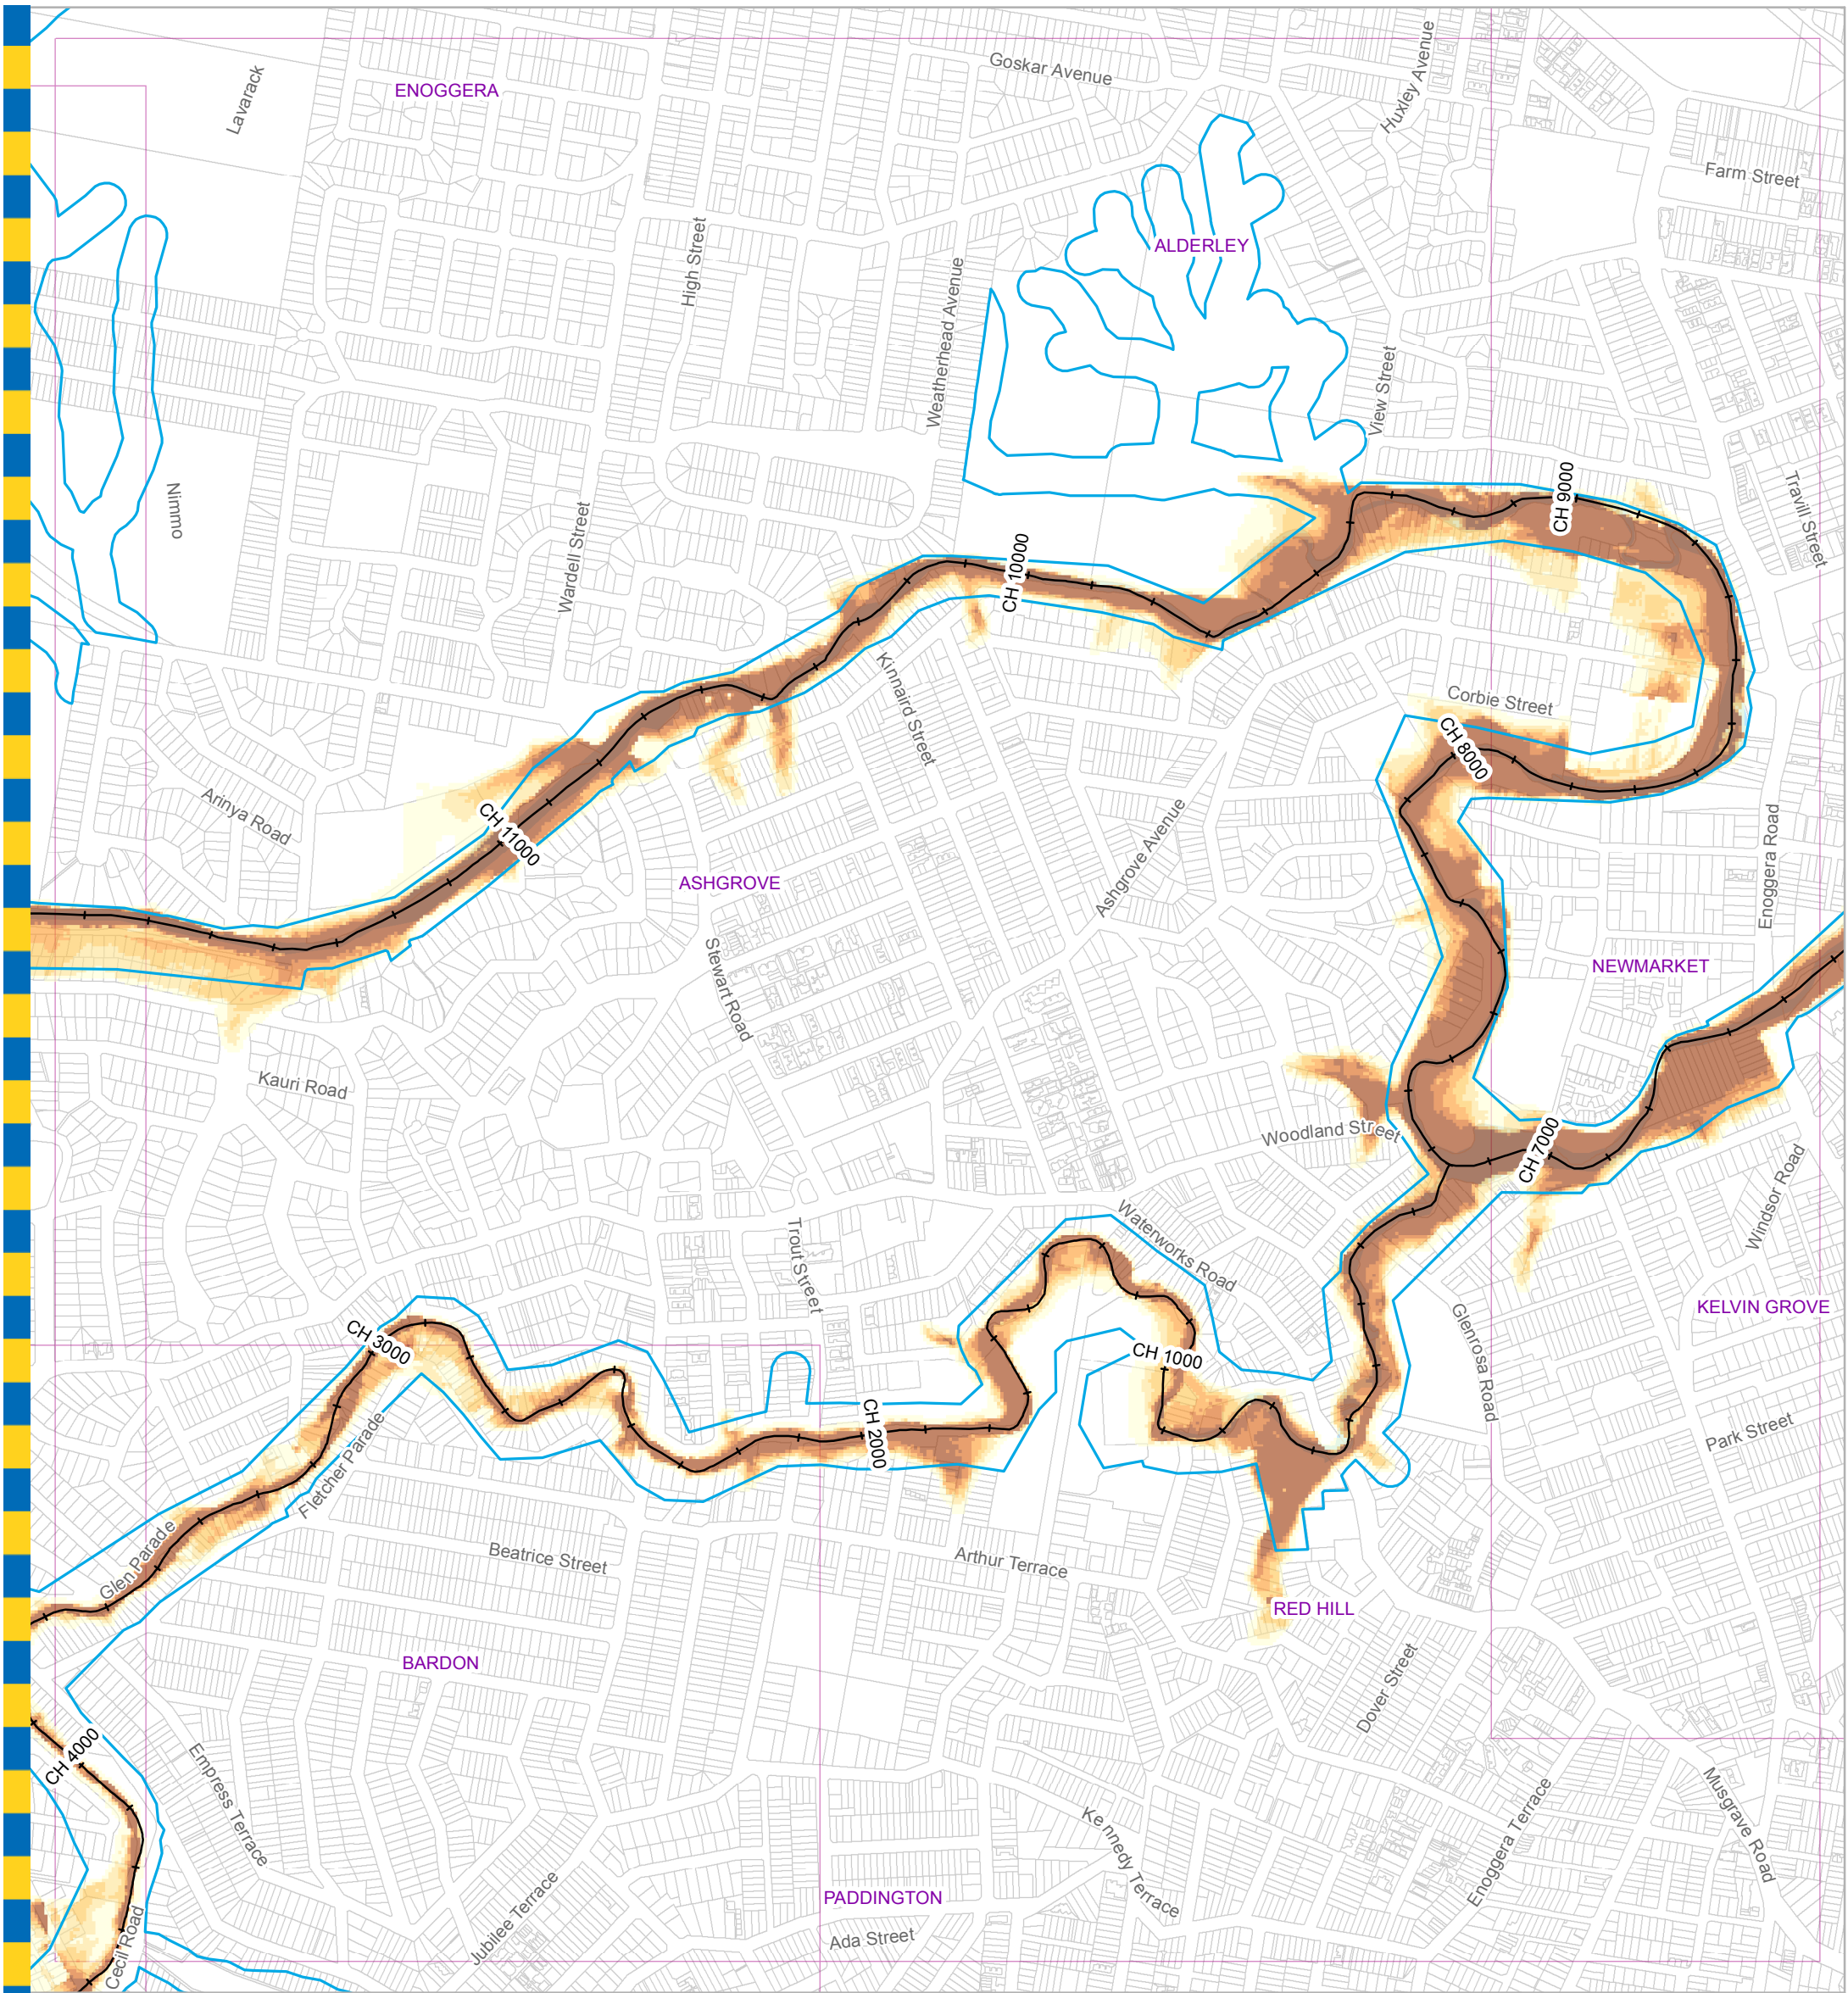 Goskar Avenue
Huxley Avenue
Lavarack
ENOGGERA
Farm Street
High Street
ALDERLEY
Weatherhead Avenue
View Street
Nimmo
Wardell Street
CH 9000
Travill Street
CH 10000
Kinnaird Street
Corbie Street
CH 8000
Arinya Road
CH 11000
Ashgrove Avenue
Enoggera Road
ASHGROVE
Stewart Road
NEWMARKET
Kauri Road
Woodland Street
CH 7000
Windsor Road
Trout Street
Waterworks Road
KELVIN GROVE
CH 3000
CH 1000
Glenrosa Road
CH 2000
Park Street
Fletcher Parade
Glen Parade
Beatrice Street
Arthur Terrace
RED HILL
BARDON
Dover Street
CH 4000
Empress Terrace
Musgrave Road
Kennedy Terrace
Enoggera Terrace
PADDINGTON
Jubilee Terrace
Ada Street
Cecil Road